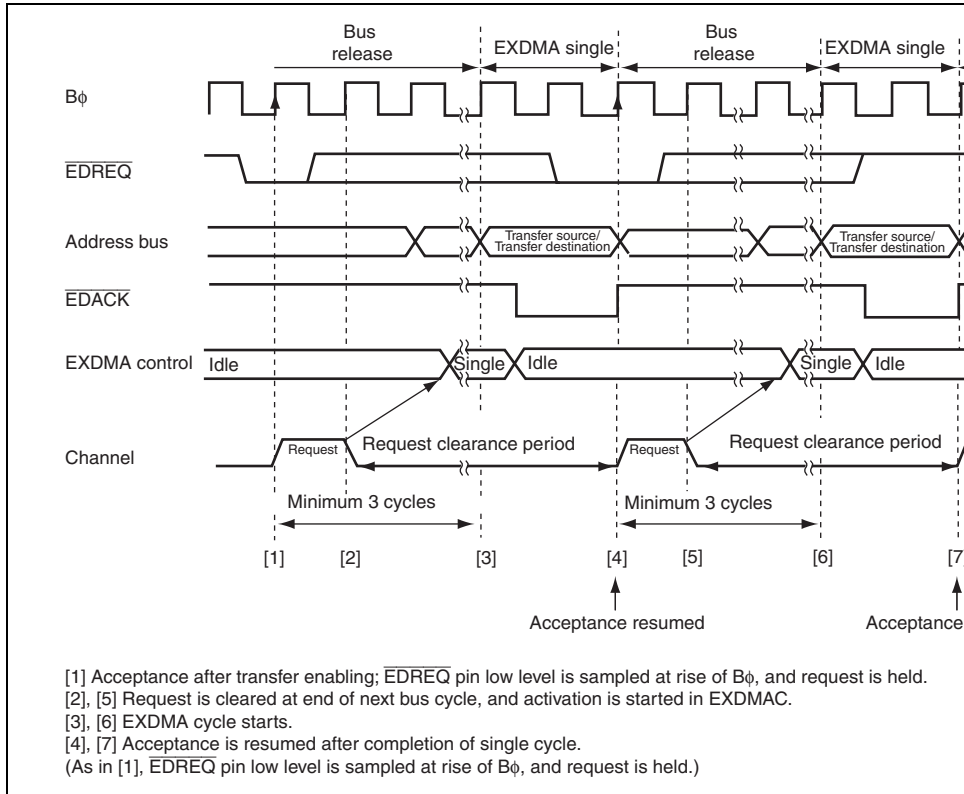 Bus release
EXDMA single
Bus release
EXDMA single
Bφ
EDREQ
Address bus
Transfer source/
Transfer destination
Transfer source/
Transfer destination
EDACK
EXDMA control
Idle
Single
Idle
Single
Idle
Channel
Request
Request clearance period
Request
Request clearance period
Minimum 3 cycles
Minimum 3 cycles
[1]
[2]
[3]
[4]
[5]
[6]
[7]
Acceptance resumed
Acceptance
[1] Acceptance after transfer enabling; EDREQ pin low level is sampled at rise of Bφ, and request is held.
[2], [5] Request is cleared at end of next bus cycle, and activation is started in EXDMAC.
[3], [6] EXDMA cycle starts.
[4], [7] Acceptance is resumed after completion of single cycle.
(As in [1], EDREQ pin low level is sampled at rise of Bφ, and request is held.)